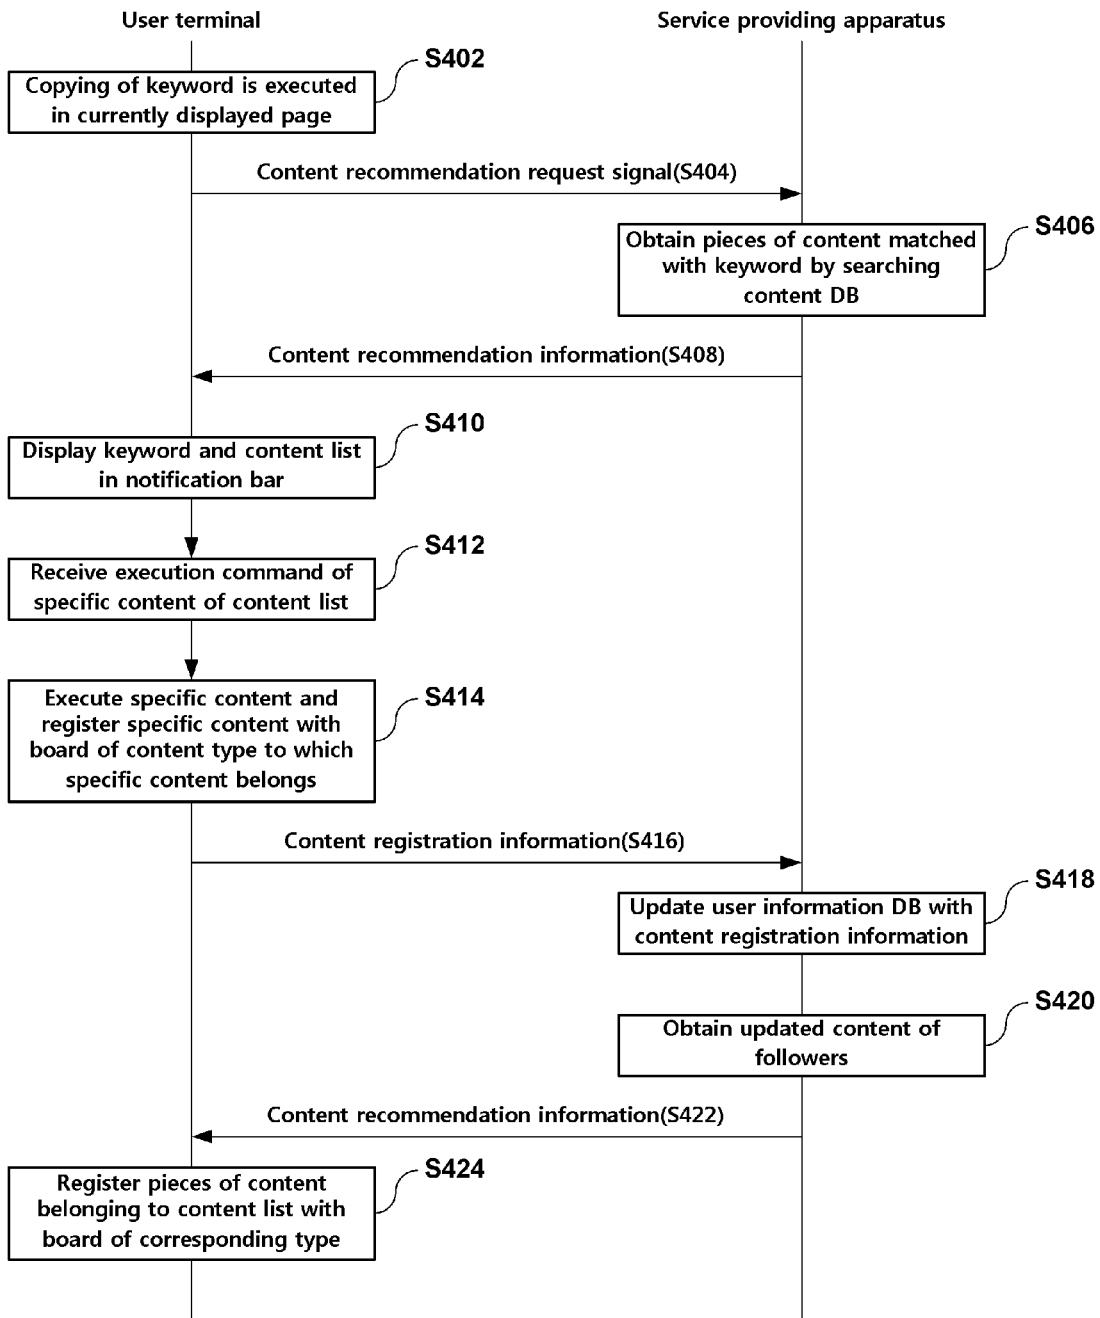 User terminal
Service providing apparatus
S402
Copying of keyword is executed
in currently displayed page
Content recommendation request signal(S404)
S406
Obtain pieces of content matched
with keyword by searching
content DB
Content recommendation information(S408)
S410
Display keyword and content list
in notification bar
S412
Receive execution command of
specific content of content list
S414
Execute specific content and
register specific content with
board of content type to which
specific content belongs
Content registration information(S416)
S418
Update user information DB with
content registration information
S420
Obtain updated content of
followers
Content recommendation information(S422)
S424
Register pieces of content
belonging to content list with
board of corresponding type